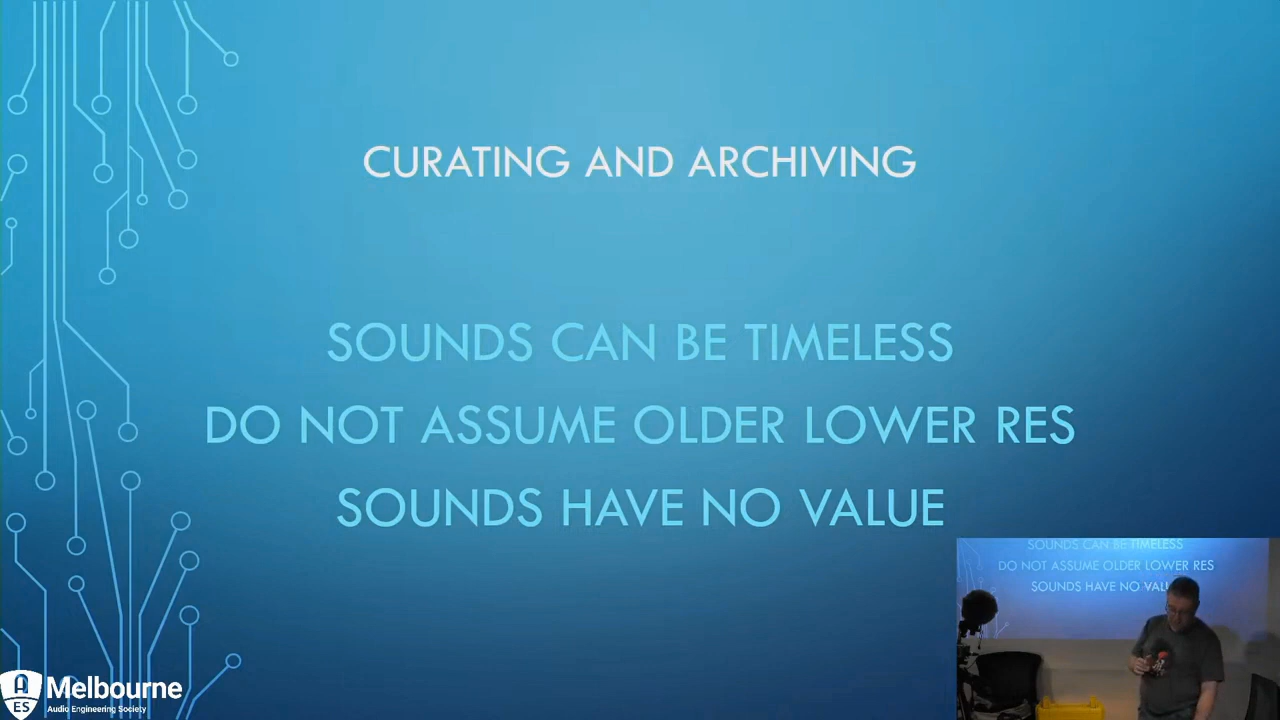 CURATING AND ARCHIVING
SOUNDS CAN BE TIMELESS
DO NOT ASSUME OLDER LOWER RES
SOUNDS HAVE NO VALUE
SOUNDS CAN BE TIMELESS
DO NOT ASSUME OLDER LOWER RES
SOUNDS HAVE NO
A
ES
Melbourne
Audio Engineering Society